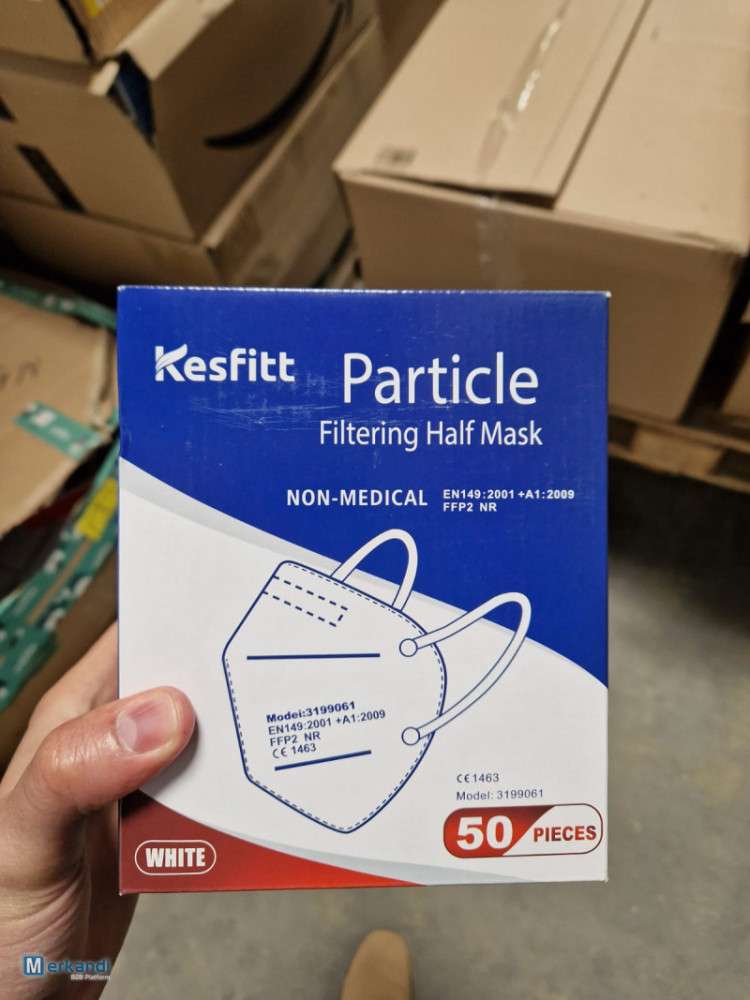 Kesfitt
Particle
Filtering Half Mask
NON-MEDICAL
EN149:2001 +A1:2009
FFP2 NR
Model:3199061
EN149:2001 +A1:2009
FFP2 NR
CE 1463
CE 1463
Model: 3199061
50 PIECES
WHITE
Merkandi
B2B Platform